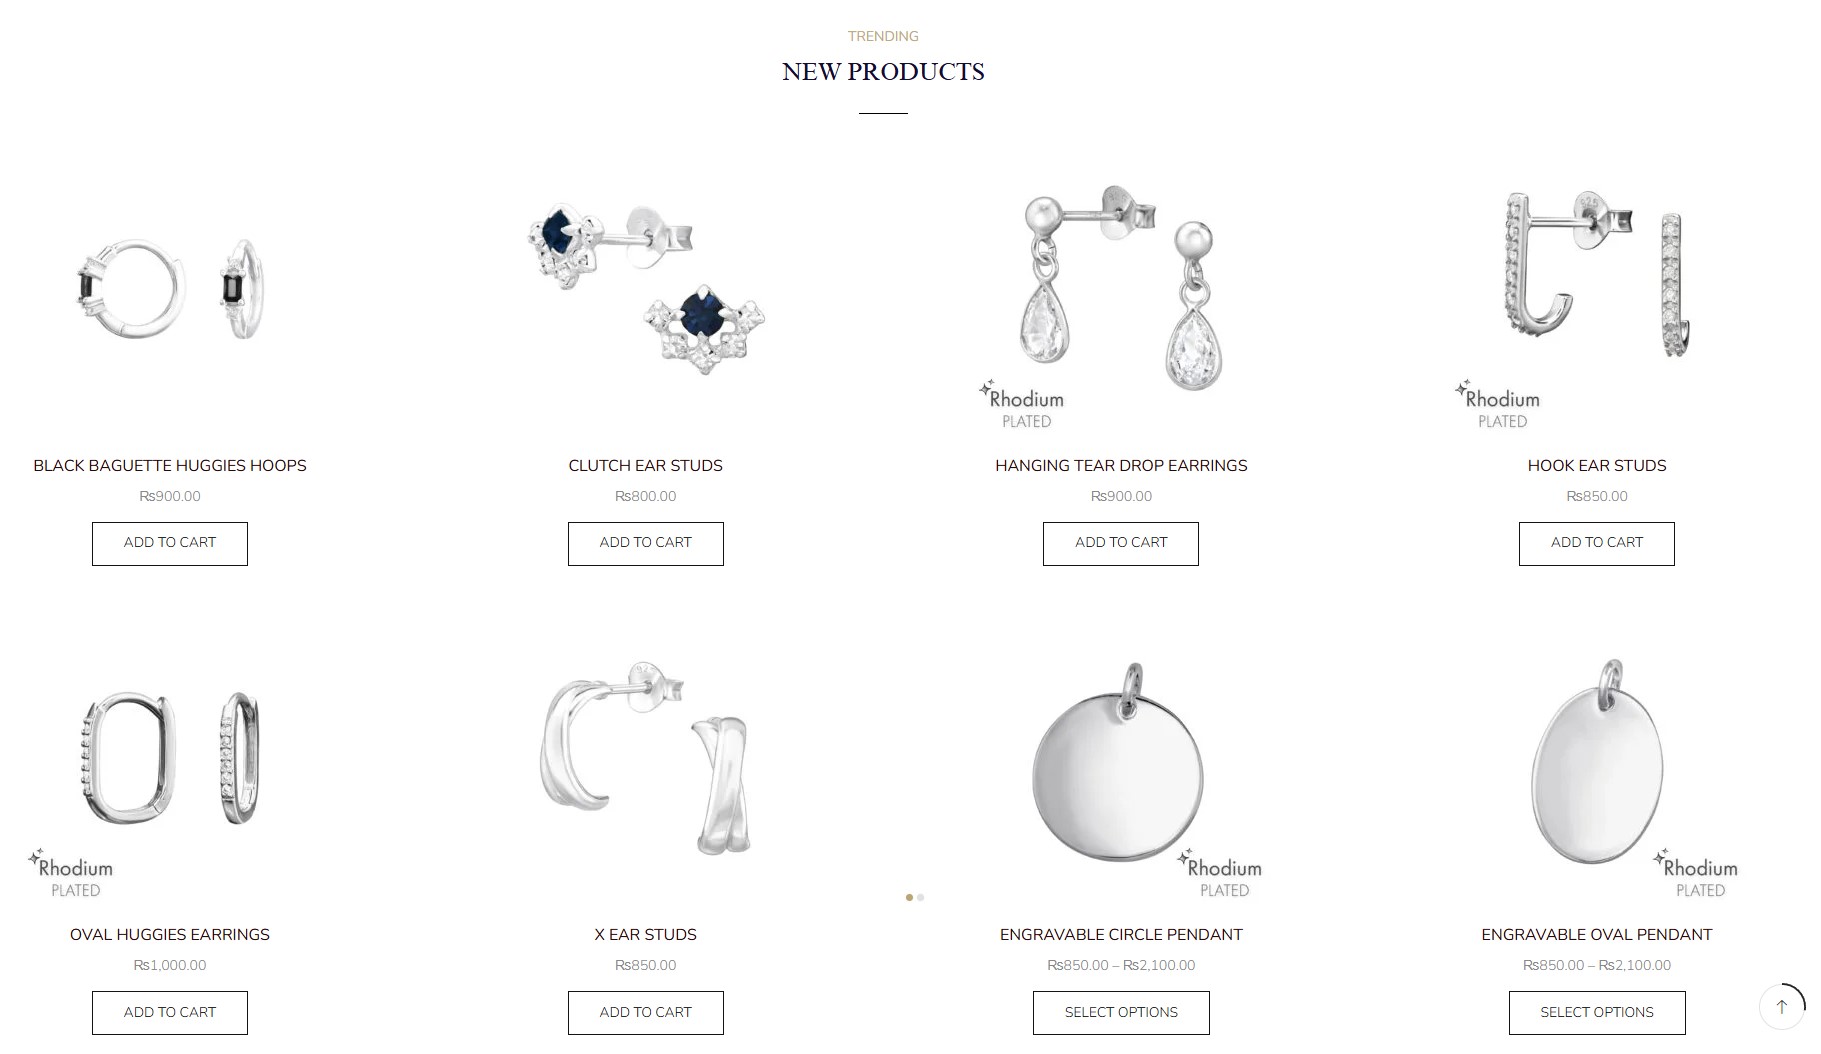 TRENDING
NEW PRODUCTS
Rhodium
PLATED
Rhodium
PLATED
BLACK BAGUETTE HUGGIES HOOPS
₨900.00
ADD TO CART
CLUTCH EAR STUDS
₨800.00
ADD TO CART
HANGING TEAR DROP EARRINGS
₨900.00
ADD TO CART
HOOK EAR STUDS
₨850.00
ADD TO CART
Rhodium
PLATED
Rhodium
PLATED
Rhodium
PLATED
OVAL HUGGIES EARRINGS
₨1,000.00
ADD TO CART
X EAR STUDS
₨850.00
ADD TO CART
ENGRAVABLE CIRCLE PENDANT
₨850.00 – ₨2,100.00
SELECT OPTIONS
ENGRAVABLE OVAL PENDANT
₨850.00 – ₨2,100.00
SELECT OPTIONS